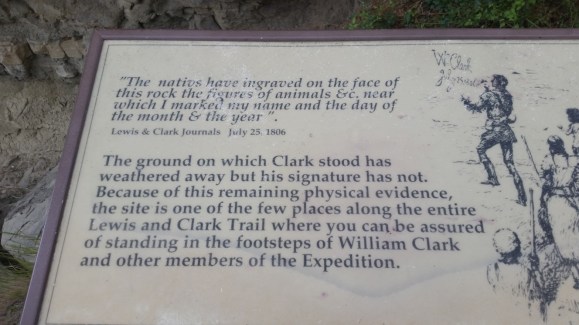 "The nativs have ingraved on the face of
this rock the figures of animals &c. near
which I marked my name and the day of
the month & the year ".
Lewis & Clark Journals July 25. 1806
The ground on which Clark stood has
weathered away but his signature has not.
Because of this remaining physical evidence,
the site is one of the few places along the entire
Lewis and Clark Trail where you can be assured
of standing in the footsteps of William Clark
and other members of the Expedition.
Wm Clark